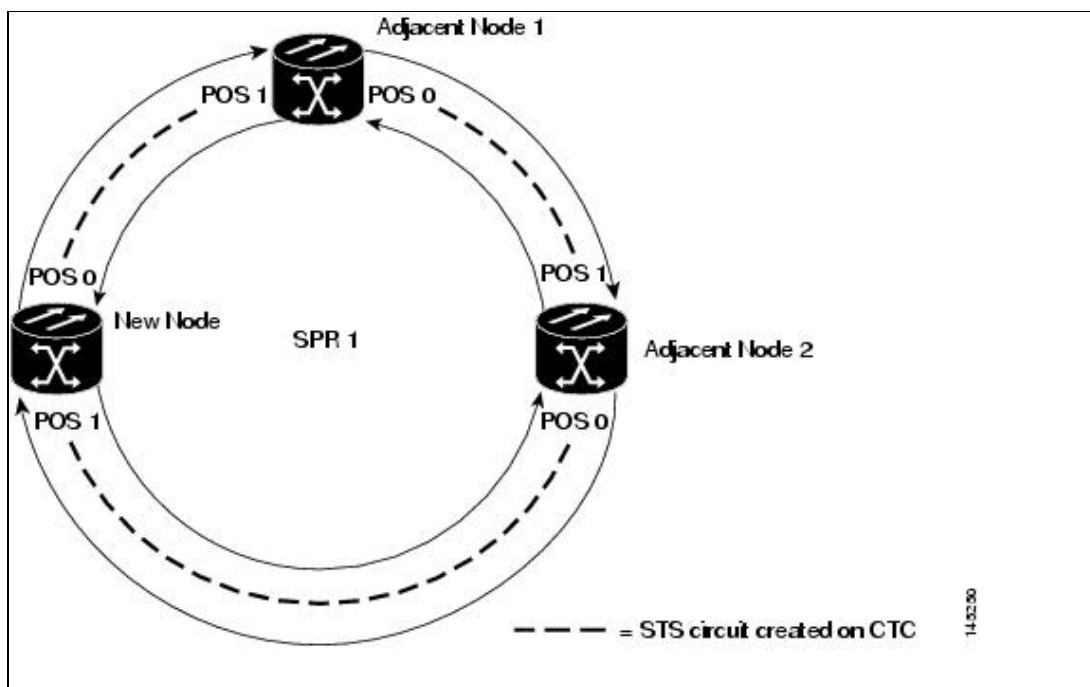 Adjacent Node 1
POS 1
POS 0
POS 0
POS 1
New Node
SPR 1
Adjacent Node 2
POS 1
POS 0
= STS circuit created on CTC